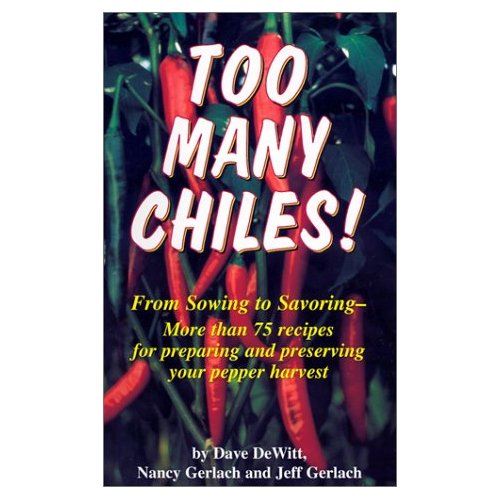 TOO
MANY
CHILES!
From Sowing to Savoring–
More than 75 recipes
for preparing and preserving
your pepper harvest
by Dave DeWitt,
Nancy Gerlach and Jeff Gerlach